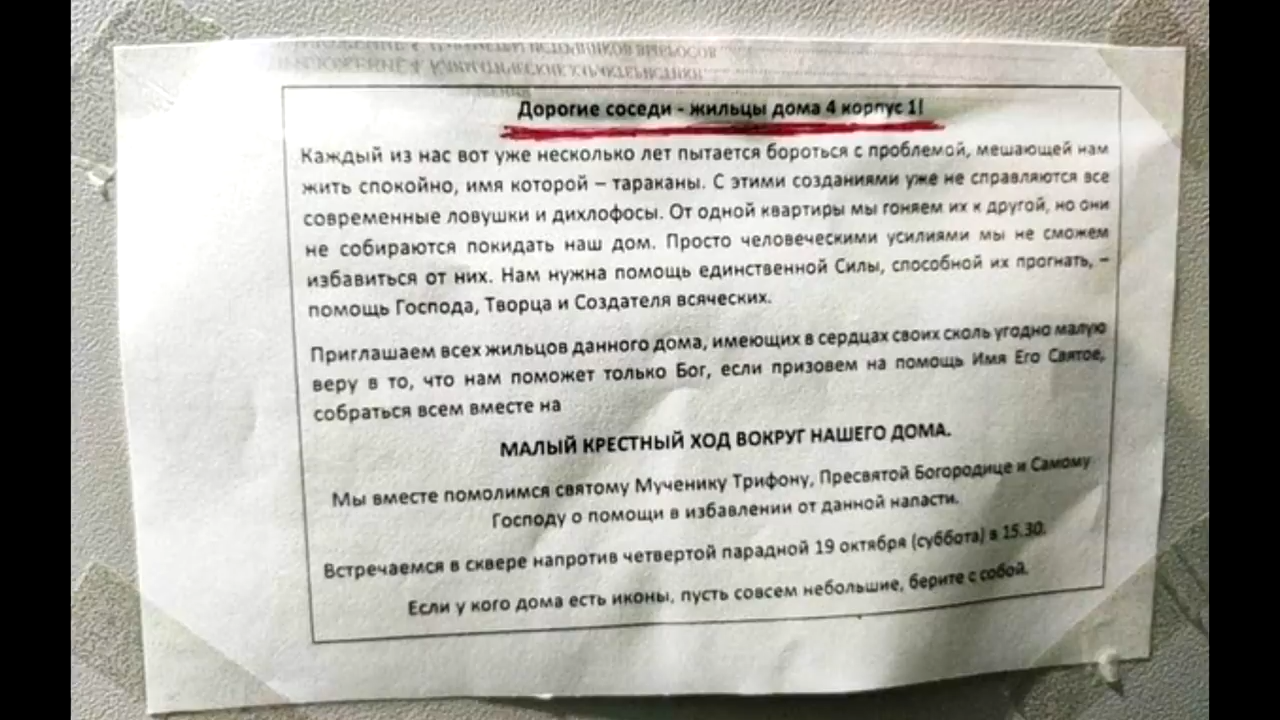 Дорогие соседи - жильцы дома 4 корпус 1!
Каждый из нас вот уже несколько лет пытается бороться с проблемой, мешающей нам
жить спокойно, имя которой – тараканы. С этими созданиями уже не справляются все
современные ловушки и дихлофосы. От одной квартиры мы гоняем их к другой, но они
не собираются покидать наш дом. Просто человеческими усилиями мы не сможем
избавиться от них. Нам нужна помощь единственной Силы, способной их прогнать, –
помощь Господа, Творца и Создателя всяческих.
Приглашаем всех жильцов данного дома, имеющих в сердцах своих сколь угодно малую
веру в то, что нам поможет только Бог, если призовем на помощь Имя Его Святое,
собраться всем вместе на
МАЛЫЙ КРЕСТНЫЙ ХОД ВОКРУГ НАШЕГО ДОМА.
Мы вместе помолимся святому Мученику Трифону, Пресвятой Богородице и Самому
Господу о помощи в избавлении от данной напасти.
Встречаемся в сквере напротив четвертой парадной 19 октября (суббота) в 15.30.
Если у кого дома есть иконы, пусть совсем небольшие, берите с собой.